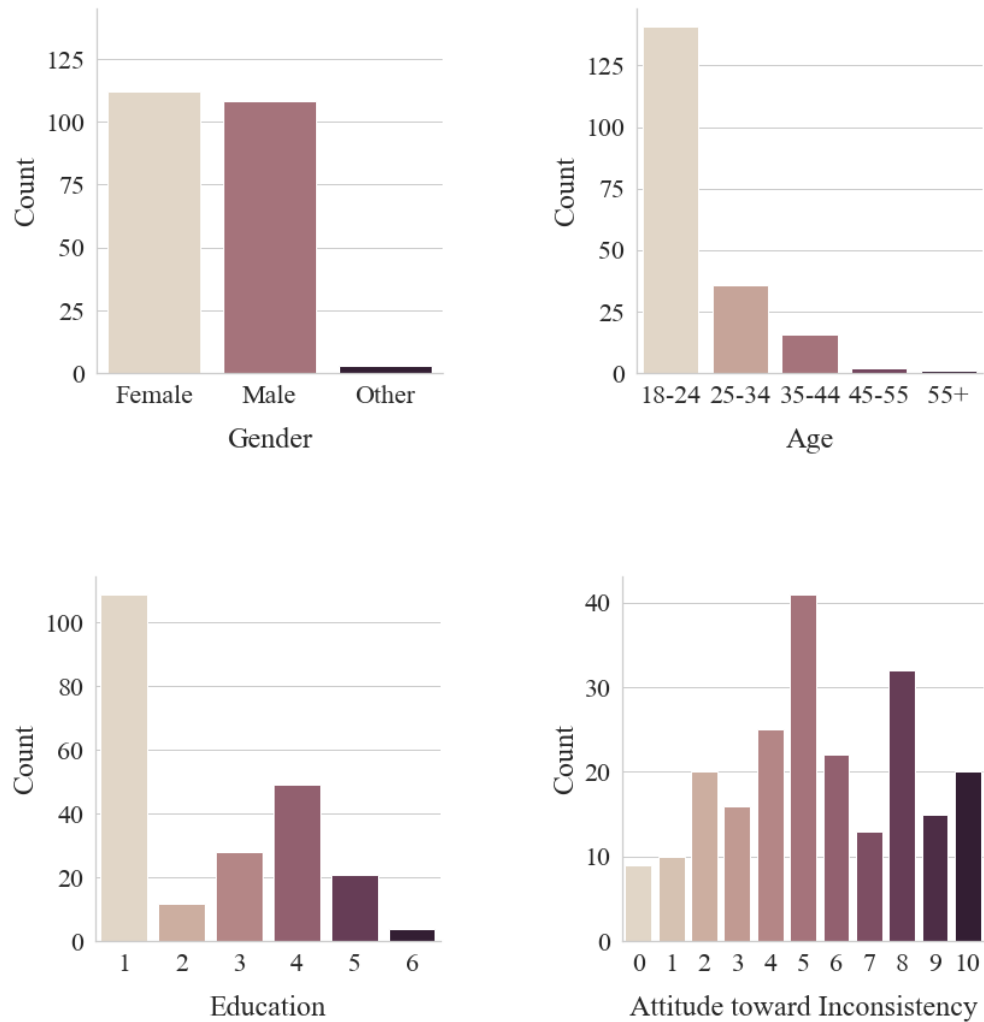 125
100
75
50
25
0
Count
Female Male Other
Gender
125
100
75
50
25
0
Count
18-24 25-34 35-44 45-55 55+
Age
100
80
60
40
20
0
Count
1 2 3 4 5 6
Education
40
30
20
10
0
Count
0 1 2 3 4 5 6 7 8 9 10
Attitude toward Inconsistency